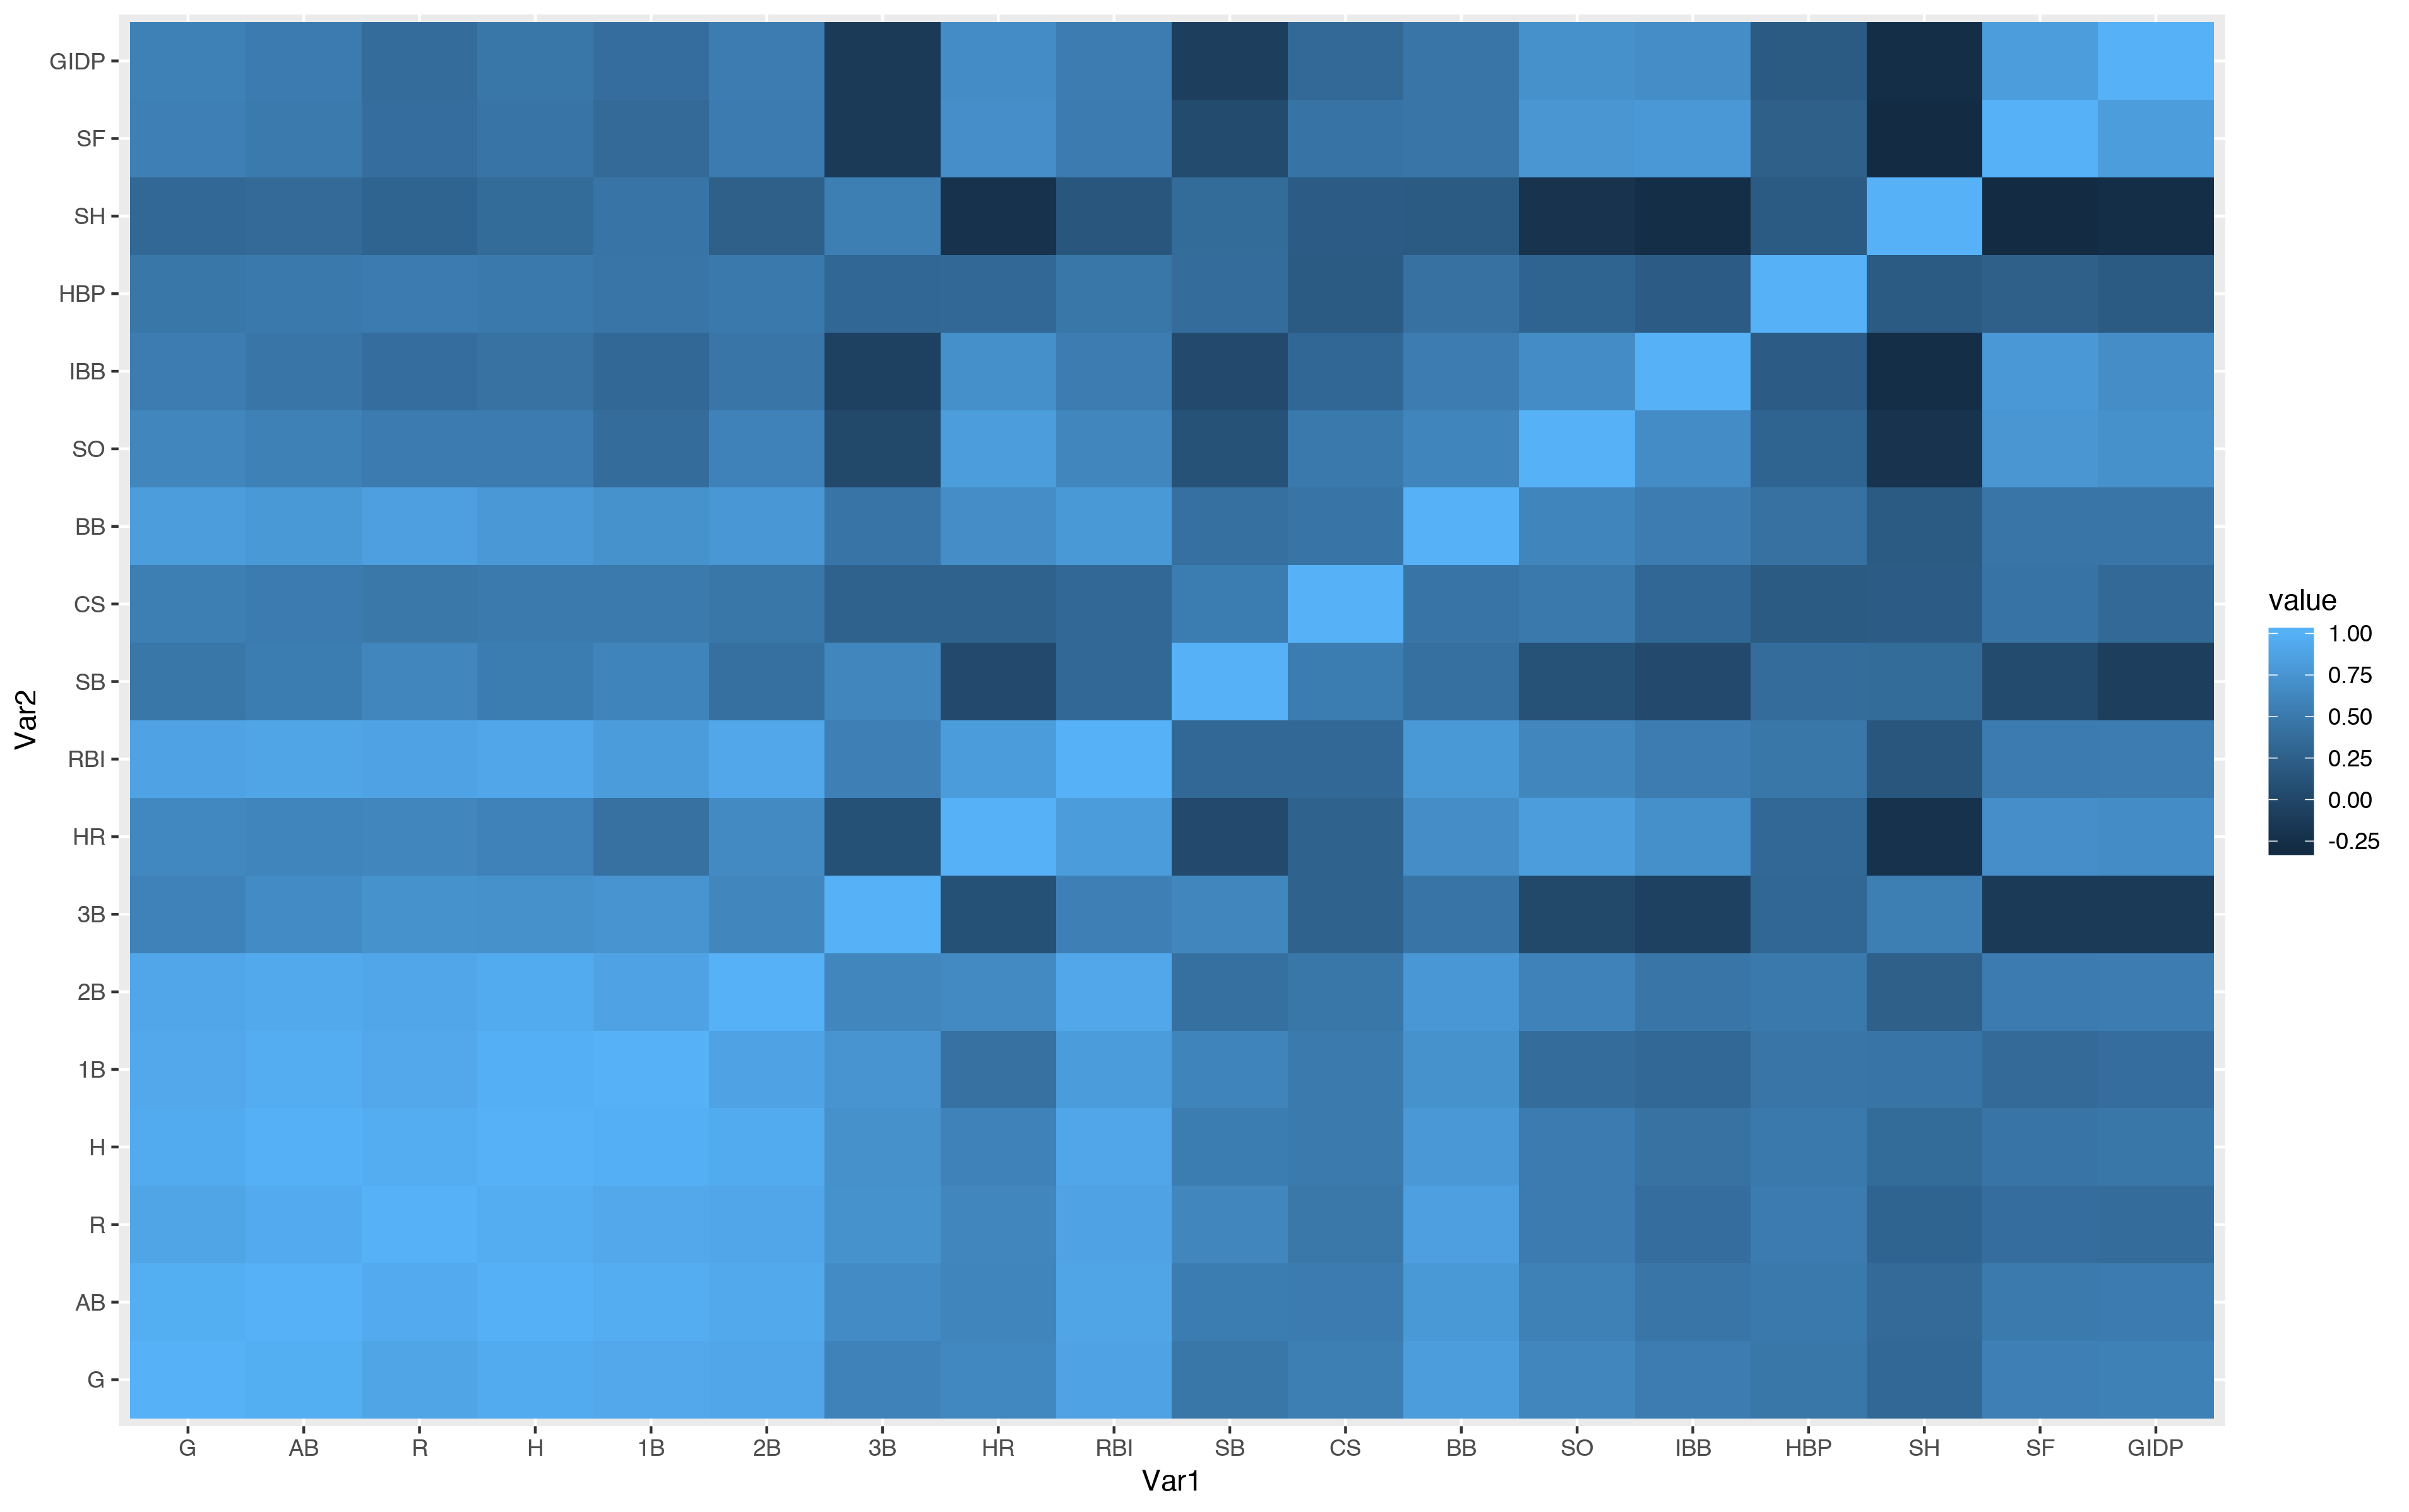 GIDP
SF
SH
HBP
IBB
SO
BB
CS
SB
RBI
HR
3B
2B
1B
H
R
AB
G
Var2
G AB R H 1B 2B 3B HR RBI SB CS BB SO IBB HBP SH SF GIDP
Var1
value
1.00
0.75
0.50
0.25
0.00
-0.25